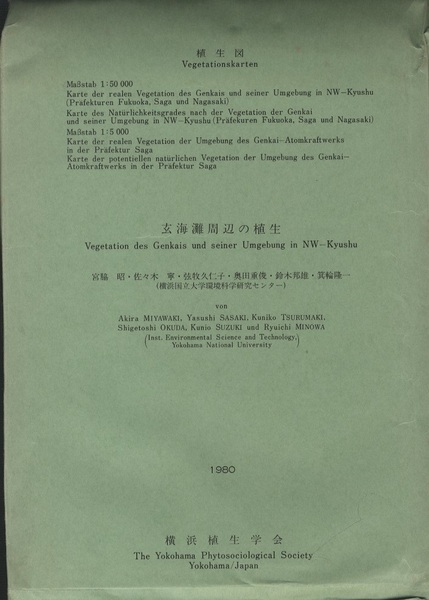 植生図
Vegetationskarten
Maßstab 1:50 000
Karte der realen Vegetation des Genkais und seiner Umgebung in NW-Kyushu
(Präfekturen Fukuoka, Saga und Nagasaki)
Karte des Natürlichkeitsgrades nach der Vegetation der Genkai
und seiner Umgebung in NW-Kyushu (Präfekuren Fukuoka, Saga und Nagasaki)
Maßstab 1:5 000
Karte der realen Vegetation der Umgebung des Genkai-Atomkraftwerks
in der Präfektur Saga
Karte der potentiellen natürlichen Vegetation der Umgebung des Genkai-
Atomkraftwerks in der Präfektur Saga
玄海灘周辺の植生
Vegetation des Genkais und seiner Umgebung in NW-Kyushu
宮脇 昭・佐々木 寧・弦牧久仁子・奥田重俊・鈴木邦雄・箕輪隆一
(横浜国立大学環境科学研究センター)
von
Akira MIYAWAKI, Yasushi SASAKI, Kuniko TSURUMAKI,
Shigetoshi OKUDA, Kunio SUZUKI und Ryuichi MINOWA
(Inst. Environmental Science and Technology,
Yokohama National University)
1980
横浜植生学会
The Yokohama Phytosociological Society
Yokohama/Japan